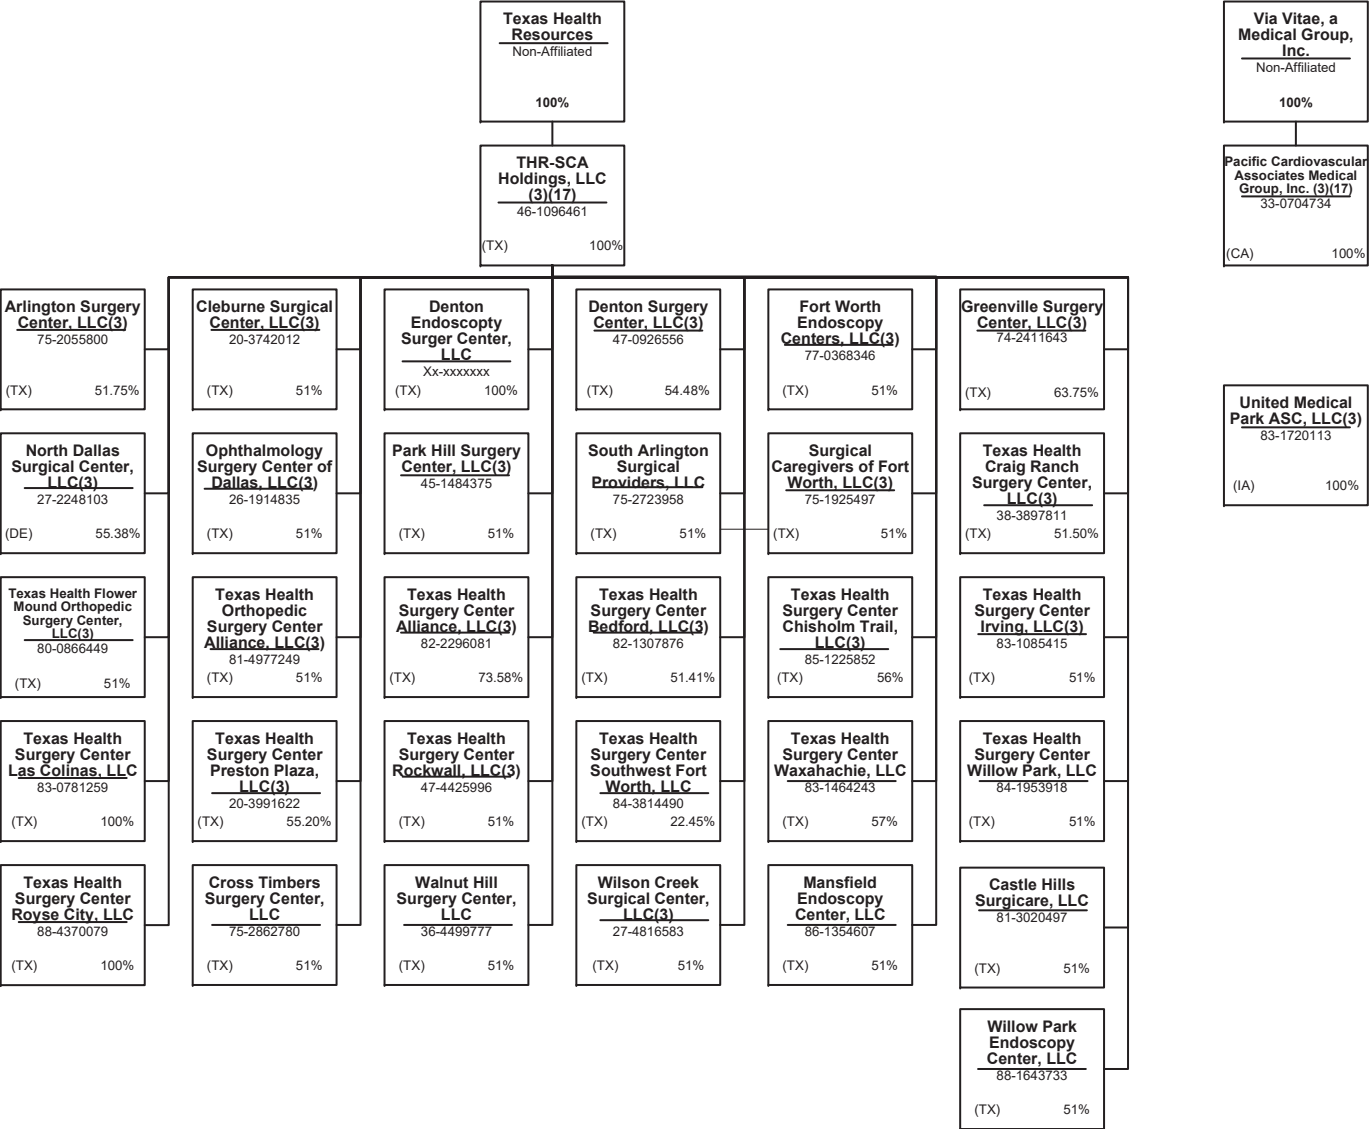 Texas Health
Resources
Non-Affiliated
100%
Via Vitae, a
Medical Group,
Inc.
Non-Affiliated
100%
THR-SCA
Holdings, LLC
(3)(17)
46-1096461
(TX) 100%
Pacific Cardiovascular
Associates Medical
Group, Inc. (3)(17)
33-0704734
(CA) 100%
Arlington Surgery
Center, LLC(3)
75-2055800
(TX) 51.75%
Cleburne Surgical
Center, LLC(3)
20-3742012
(TX) 51%
Denton
Endoscopty
Surger Center,
LLC
Xx-xxxxxxx
(TX) 100%
Denton Surgery
Center, LLC(3)
47-0926556
(TX) 54.48%
Fort Worth
Endoscopy
Centers, LLC(3)
77-0368346
(TX) 51%
Greenville Surgery
Center, LLC(3)
74-2411643
(TX) 63.75%
United Medical
Park ASC, LLC(3)
83-1720113
(IA) 100%
North Dallas
Surgical Center,
LLC(3)
27-2248103
(DE) 55.38%
Ophthalmology
Surgery Center of
Dallas, LLC(3)
26-1914835
(TX) 51%
Park Hill Surgery
Center, LLC(3)
45-1484375
(TX) 51%
South Arlington
Surgical
Providers, LLC
75-2723958
(TX) 51%
Surgical
Caregivers of Fort
Worth, LLC(3)
75-1925497
(TX) 51%
Texas Health
Craig Ranch
Surgery Center,
LLC(3)
38-3897811
(TX) 51.50%
Texas Health Flower
Mound Orthopedic
Surgery Center,
LLC(3)
80-0866449
(TX) 51%
Texas Health
Orthopedic
Surgery Center
Alliance, LLC(3)
81-4977249
(TX) 51%
Texas Health
Surgery Center
Alliance, LLC(3)
82-2296081
(TX) 73.58%
Texas Health
Surgery Center
Bedford, LLC(3)
82-1307876
(TX) 51.41%
Texas Health
Surgery Center
Chisholm Trail,
LLC(3)
85-1225852
(TX) 56%
Texas Health
Surgery Center
Irving, LLC(3)
83-1085415
(TX) 51%
Texas Health
Surgery Center
Las Colinas, LLC
83-0781259
(TX) 100%
Texas Health
Surgery Center
Preston Plaza,
LLC(3)
20-3991622
(TX) 55.20%
Texas Health
Surgery Center
Rockwall, LLC(3)
47-4425996
(TX) 51%
Texas Health
Surgery Center
Southwest Fort
Worth, LLC
84-3814490
(TX) 22.45%
Texas Health
Surgery Center
Waxahachie, LLC
83-1464243
(TX) 57%
Texas Health
Surgery Center
Willow Park, LLC
84-1953918
(TX) 51%
Texas Health
Surgery Center
Royse City, LLC
88-4370079
(TX) 100%
Cross Timbers
Surgery Center,
LLC
75-2862780
(TX) 51%
Walnut Hill
Surgery Center,
LLC
36-4499777
(TX) 51%
Wilson Creek
Surgical Center,
LLC(3)
27-4816583
(TX) 51%
Mansfield
Endoscopy
Center, LLC
86-1354607
(TX) 51%
Castle Hills
Surgicare, LLC
81-3020497
(TX) 51%
Willow Park
Endoscopy
Center, LLC
88-1643733
(TX) 51%